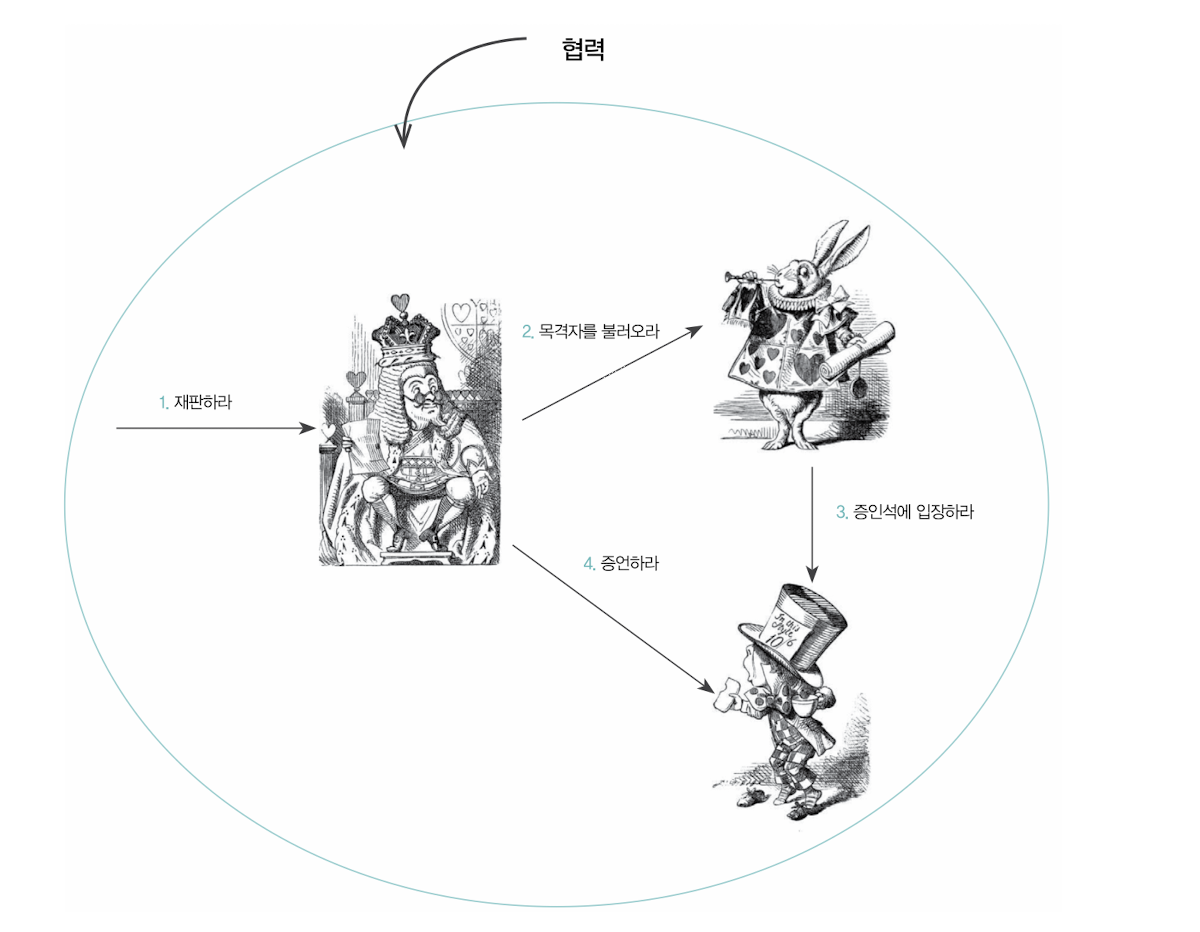 협력
1. 재판하라
2. 목격자를 불러오라
3. 증인석에 입장하라
4. 증언하라
In this
Style
10/6